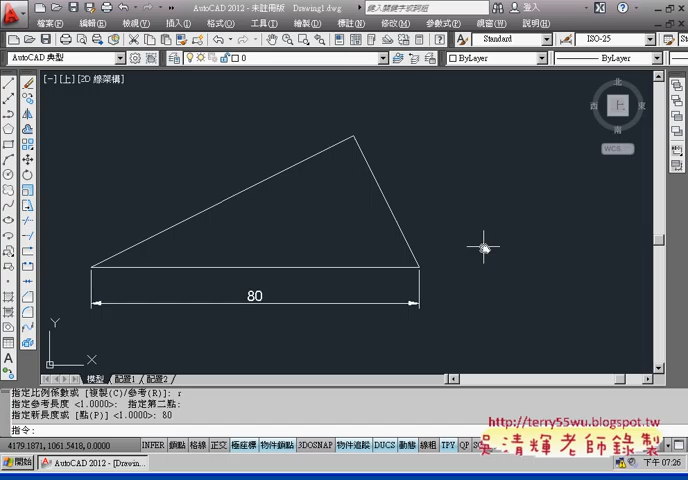 AutoCAD 2012 - 未註冊版 Drawing1.dwg
鍵入關鍵字或片語
登入
檔案(F) 編輯(E) 檢視(V) 插入(I) 格式(O) 工具(T) 繪製(D) 標註(N) 修改(M) 參數式(P) 視窗(W) 說明(H)
Standard ISO-25
AutoCAD 典型 0 ByLayer ByLayer
[-][上][2D 線架構]
北
西 上 東
南
WCS
80
Y
X
模型 配置1 配置2
指定比例係數或 [複製(C)/參考(R)]: r
指定參考長度 <1.0000>: 指定第二點:
指定新長度或 [點(P)] <1.0000>: 80
指令:
http://terry55wu.blogspot.tw
吳清輝老師錄製
4179.1871, 1061.5418, 0.0000 INFER 鎖點 格線 正交 極座標 物件鎖點 3DOSNAP 物件追蹤 DUCS 動態 線粗 TPY QP
開始 AutoCAD 2012 - [Drawin... 下午 07:26